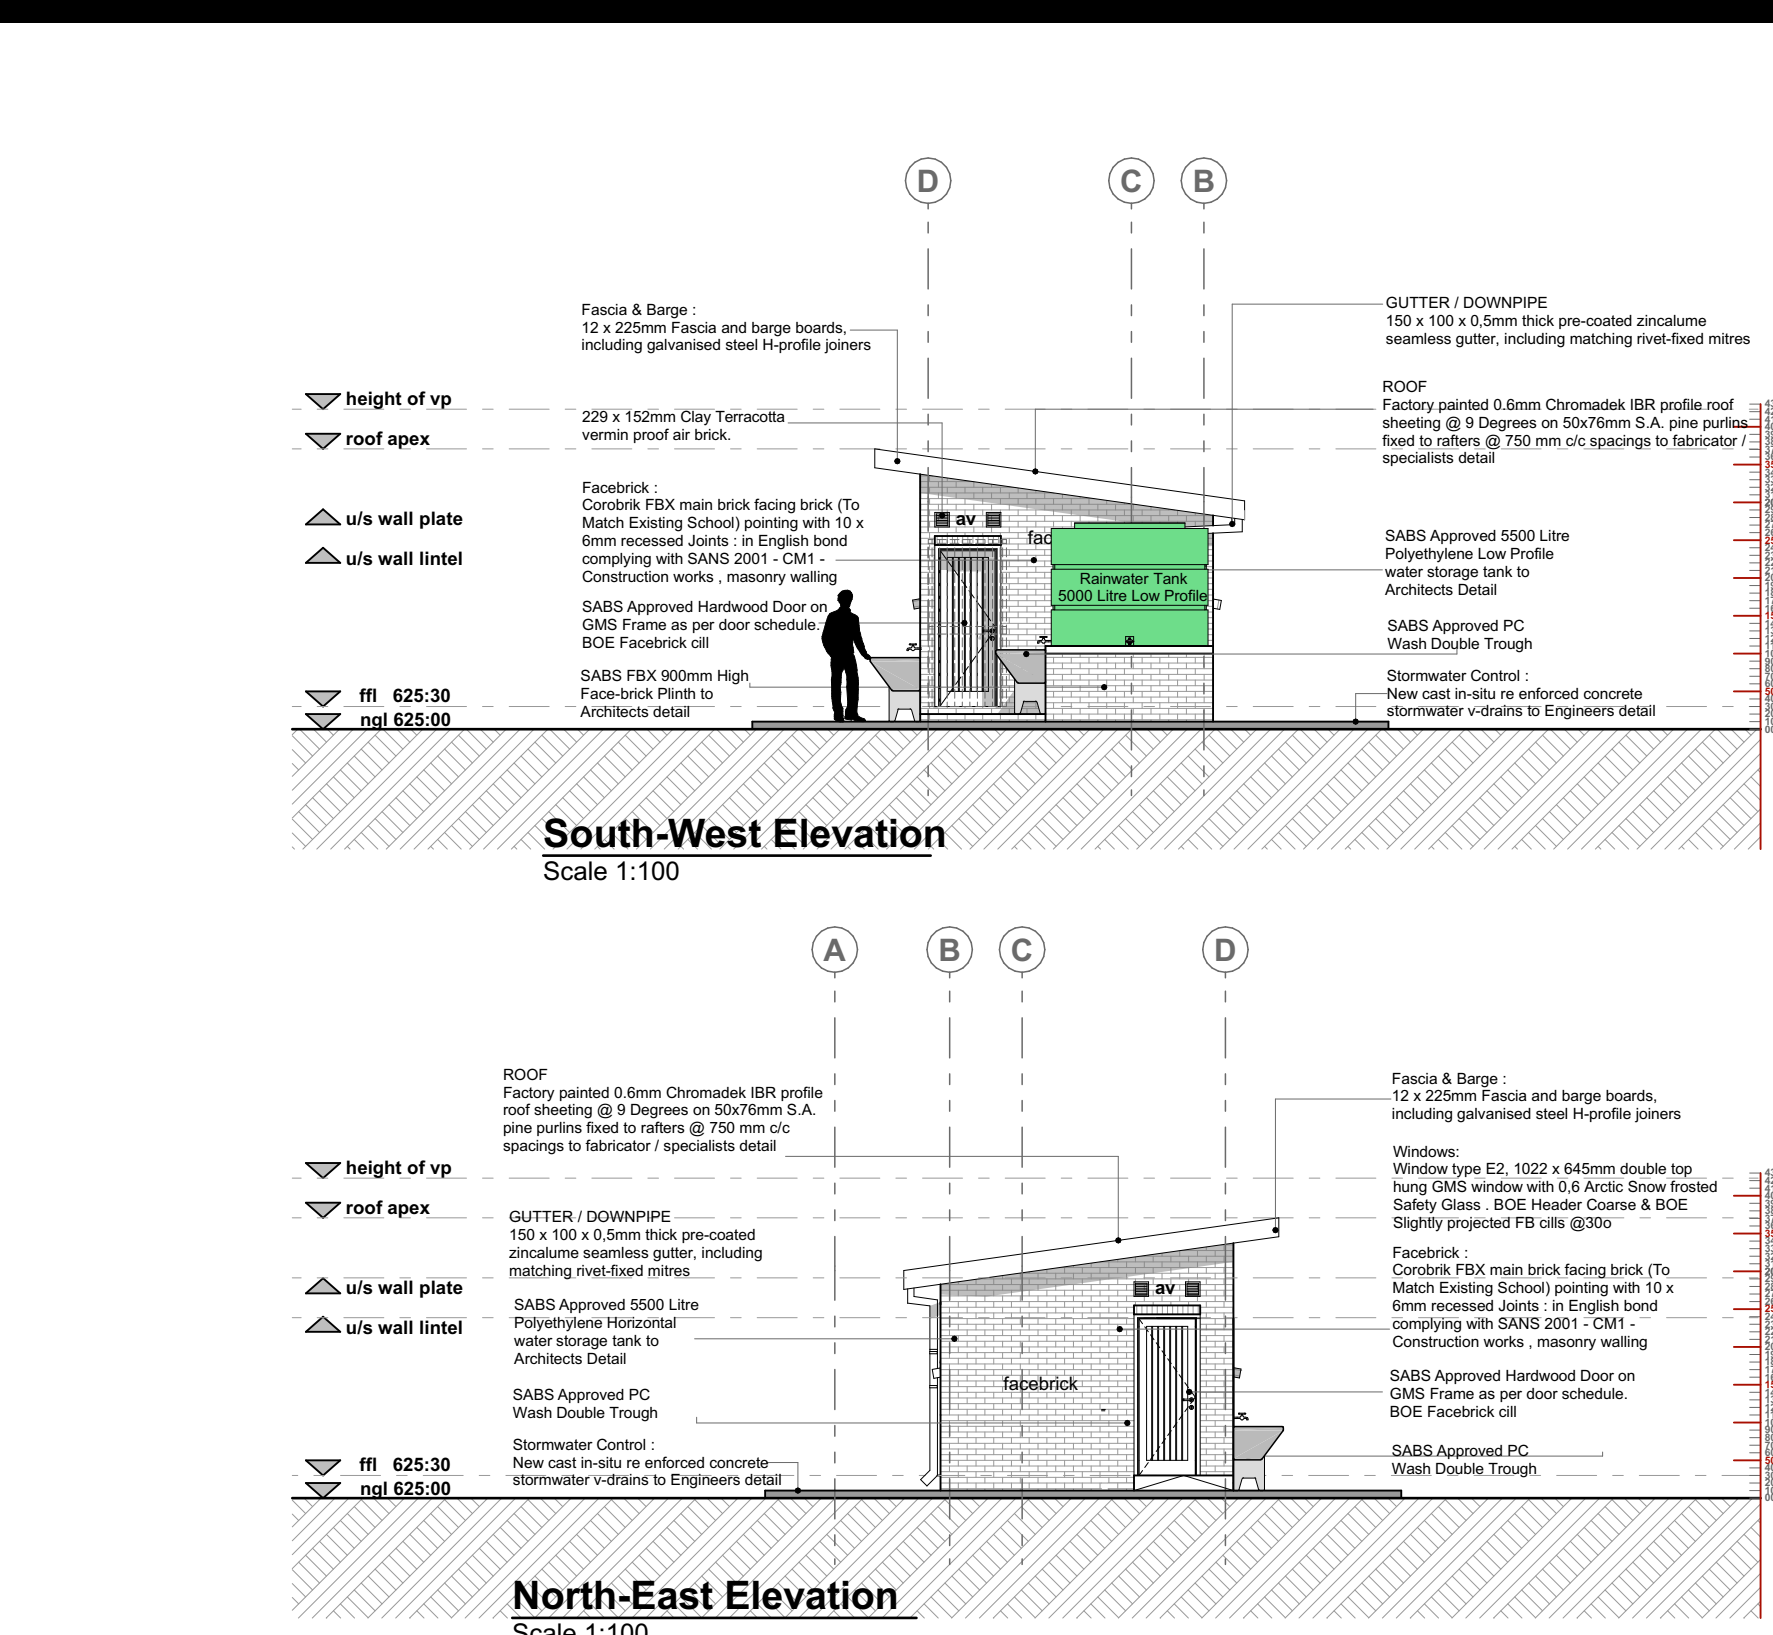 D
C
B
Fascia & Barge :
12 x 225mm Fascia and barge boards,
including galvanised steel H-profile joiners
GUTTER / DOWNPIPE
150 x 100 x 0,5mm thick pre-coated zincalume
seamless gutter, including matching rivet-fixed mitres
height of vp
roof apex
u/s wall plate
u/s wall lintel
ffl 625:30
ngl 625:00
229 x 152mm Clay Terracotta
vermin proof air brick.
Facebrick :
Corobrik FBX main brick facing brick (To
Match Existing School) pointing with 10 x
6mm recessed Joints : in English bond
complying with SANS 2001 - CM1 -
Construction works , masonry walling
SABS Approved Hardwood Door on
GMS Frame as per door schedule.
BOE Facebrick cill
SABS FBX 900mm High
Face-brick Plinth to
Architects detail
av
fac
Rainwater Tank
5000 Litre Low Profile
ROOF
Factory painted 0.6mm Chromadek IBR profile roof
sheeting @ 9 Degrees on 50x76mm S.A. pine purlins
fixed to rafters @ 750 mm c/c spacings to fabricator /
specialists detail
SABS Approved 5500 Litre
Polyethylene Low Profile
water storage tank to
Architects Detail
SABS Approved PC
Wash Double Trough
Stormwater Control :
New cast in-situ re enforced concrete
stormwater v-drains to Engineers detail
South-West Elevation
Scale 1:100
A
B
C
D
ROOF
Factory painted 0.6mm Chromadek IBR profile
roof sheeting @ 9 Degrees on 50x76mm S.A.
pine purlins fixed to rafters @ 750 mm c/c
spacings to fabricator / specialists detail
height of vp
roof apex
u/s wall plate
u/s wall lintel
ffl 625:30
ngl 625:00
GUTTER / DOWNPIPE
150 x 100 x 0,5mm thick pre-coated
zincalume seamless gutter, including
matching rivet-fixed mitres
SABS Approved 5500 Litre
Polyethylene Horizontal
water storage tank to
Architects Detail
SABS Approved PC
Wash Double Trough
Stormwater Control :
New cast in-situ re enforced concrete
stormwater v-drains to Engineers detail
av
facebrick
Fascia & Barge :
12 x 225mm Fascia and barge boards,
including galvanised steel H-profile joiners
Windows:
Window type E2, 1022 x 645mm double top
hung GMS window with 0,6 Arctic Snow frosted
Safety Glass . BOE Header Coarse & BOE
Slightly projected FB cills @30o
Facebrick :
Corobrik FBX main brick facing brick (To
Match Existing School) pointing with 10 x
6mm recessed Joints : in English bond
complying with SANS 2001 - CM1 -
Construction works , masonry walling
SABS Approved Hardwood Door on
GMS Frame as per door schedule.
BOE Facebrick cill
SABS Approved PC
Wash Double Trough
North-East Elevation
Scale 1:100